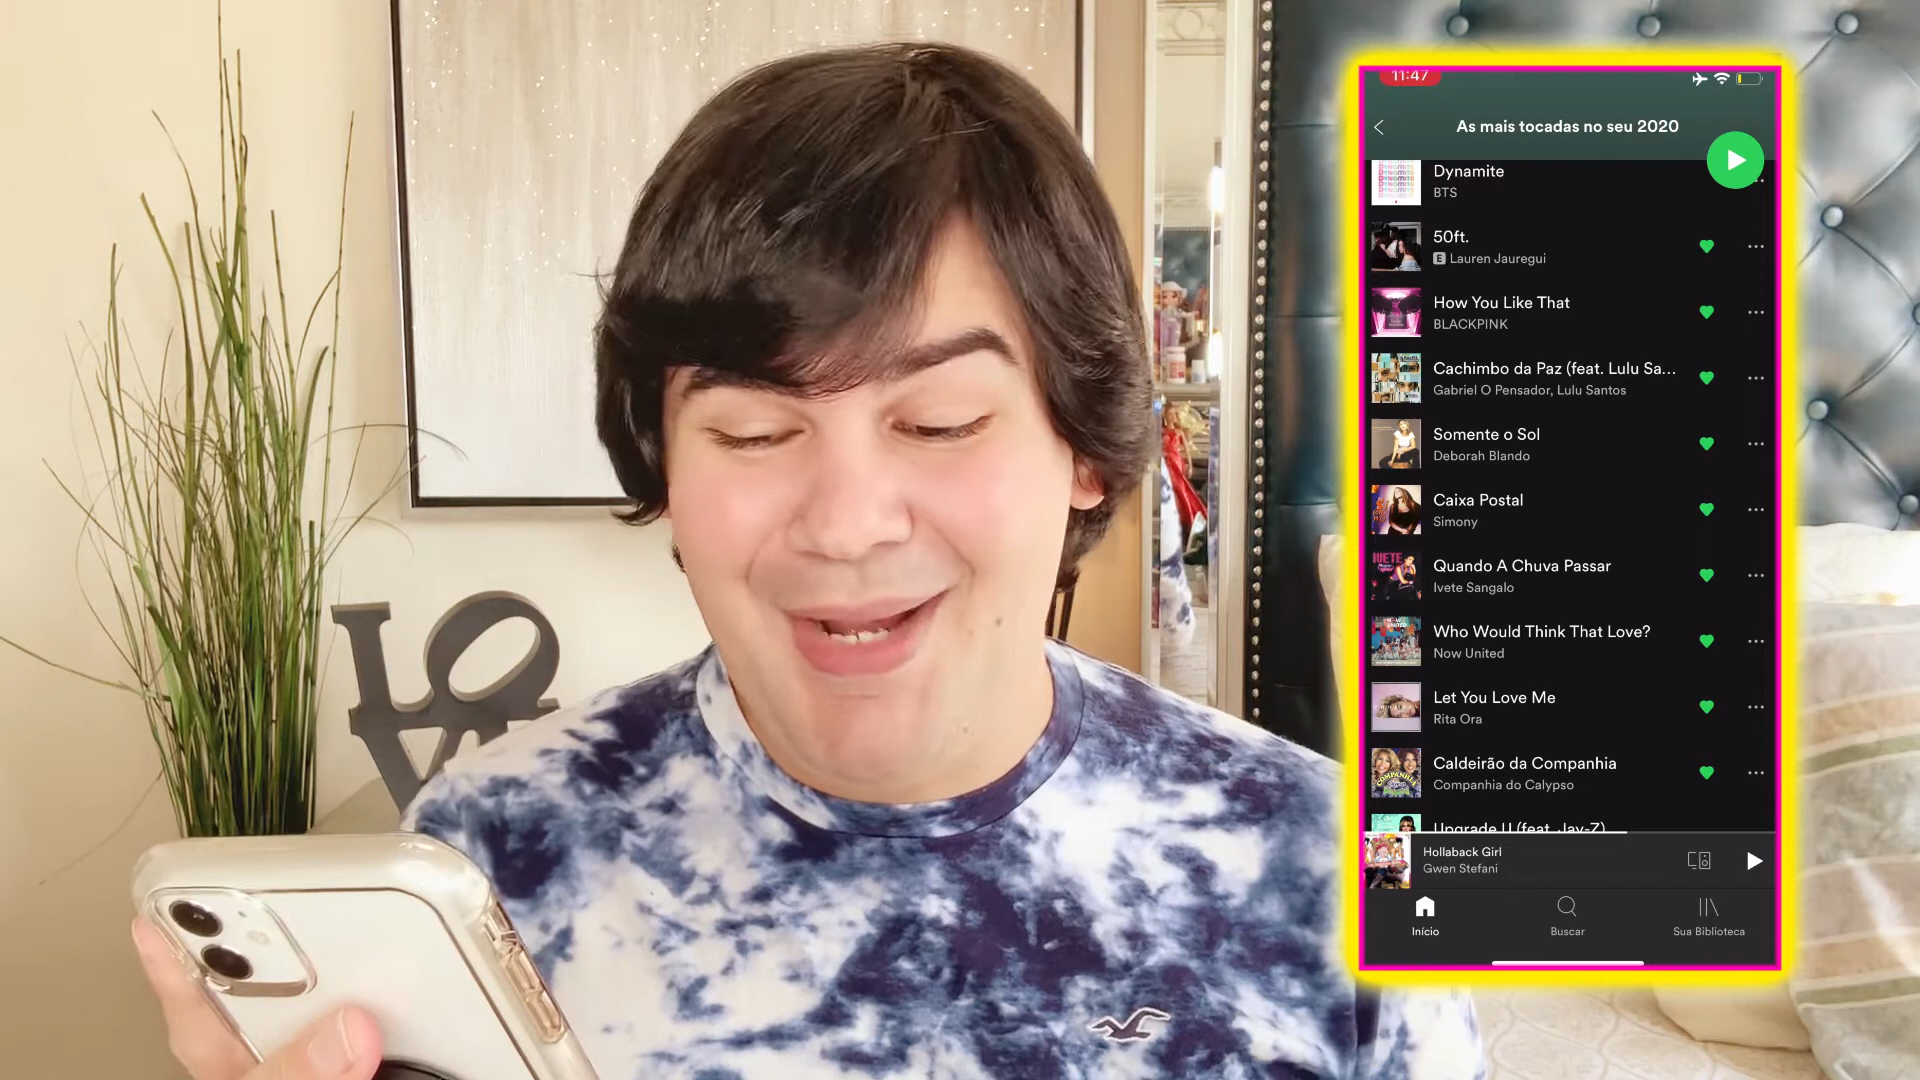 LOVE
11:47
As mais tocadas no seu 2020
Dynamite
BTS
50ft.
E Lauren Jauregui
How You Like That
BLACKPINK
Cachimbo da Paz (feat. Lulu Sa...
Gabriel O Pensador, Lulu Santos
Somente o Sol
Deborah Blando
Caixa Postal
Simony
Quando A Chuva Passar
Ivete Sangalo
Who Would Think That Love?
Now United
Let You Love Me
Rita Ora
Caldeirão da Companhia
Companhia do Calypso
Upgrade U (feat. Jay-Z)
Hollaback Girl
Gwen Stefani
Início
Buscar
Sua Biblioteca